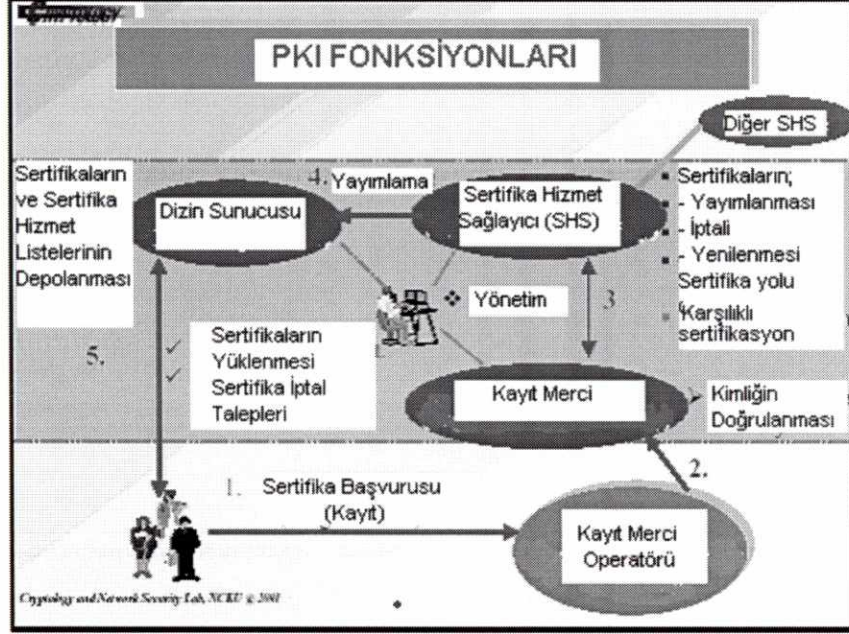 CRYPTOLOGY
PKI FONKSİYONLARI
Diğer SHS
Sertifikaların
ve Sertifika
Hizmet
Listelerinin
Depolanması
Dizin Sunucusu
4. Yayımlama
Sertifika Hizmet
Sağlayıcı (SHS)
Sertifikaların;
- Yayımlanması
- İptali
- Yenilenmesi
Sertifika yolu
Karşılıklı
sertifikasyon
Yönetim
3
5.
Sertifikaların
Yüklenmesi
Sertifika İptal
Talepleri
Kayıt Merci
Kimliğin
Doğrulanması
2.
1. Sertifika Başvurusu
(Kayıt)
Kayıt Merci
Operatörü
Cryptology and Network Security Lab, NCKU © 2001